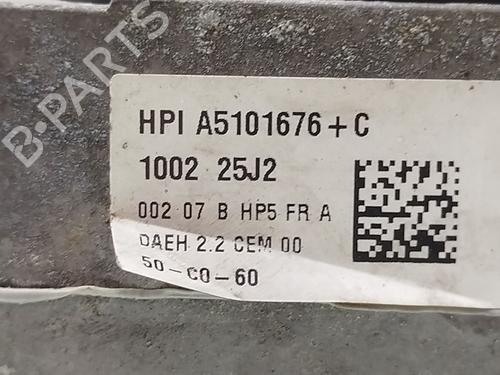 B-PARTS
HPI A5101676+C
1002 25J2
002 07 B HP5 FR A
DAEH 2.2 CEM 00
50-C0-60